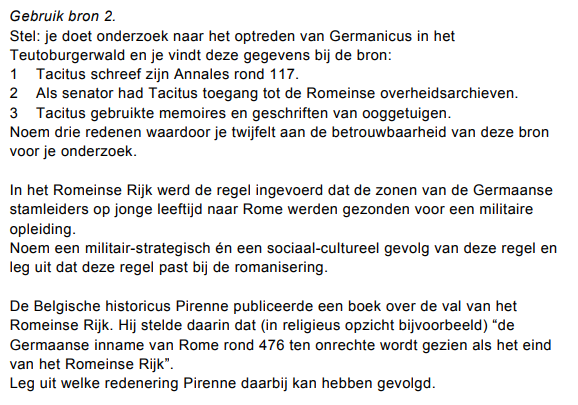 Gebruik bron 2.
Stel: je doet onderzoek naar het optreden van Germanicus in het
Teutoburgerwald en je vindt deze gegevens bij de bron:
1 Tacitus schreef zijn Annales rond 117.
2 Als senator had Tacitus toegang tot de Romeinse overheidsarchieven.
3 Tacitus gebruikte memoires en geschriften van ooggetuigen.
Noem drie redenen waardoor je twijfelt aan de betrouwbaarheid van deze bron
voor je onderzoek.
In het Romeinse Rijk werd de regel ingevoerd dat de zonen van de Germaanse
stamleiders op jonge leeftijd naar Rome werden gezonden voor een militaire
opleiding.
Noem een militair-strategisch én een sociaal-cultureel gevolg van deze regel en
leg uit dat deze regel past bij de romanisering.
De Belgische historicus Pirenne publiceerde een boek over de val van het
Romeinse Rijk. Hij stelde daarin dat (in religieus opzicht bijvoorbeeld) “de
Germaanse inname van Rome rond 476 ten onrechte wordt gezien als het eind
van het Romeinse Rijk”.
Leg uit welke redenering Pirenne daarbij kan hebben gevolgd.